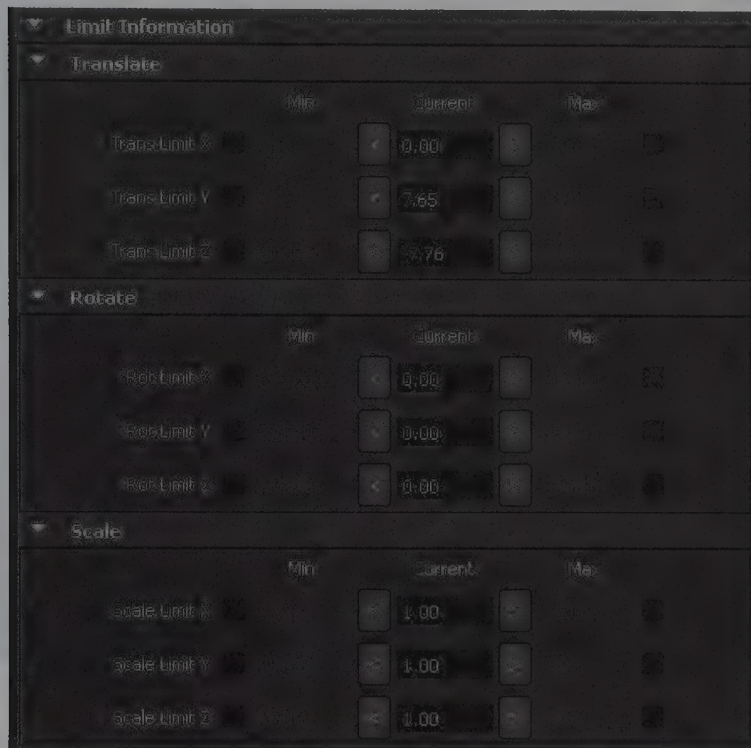 Limit Information
Translate
Min Current Max
Trans Limit X < 0.00
Trans Limit Y < 7.65
Trans Limit Z 7.76
Rotate
Min Current Max
Rot Limit X < 0.00
Rot Limit Y < 0.00
Rot Limit Z < 0.00
Scale
Min Current Max
Scale Limit X 1.00
Scale Limit Y 1.00
Scale Limit Z < 1.00